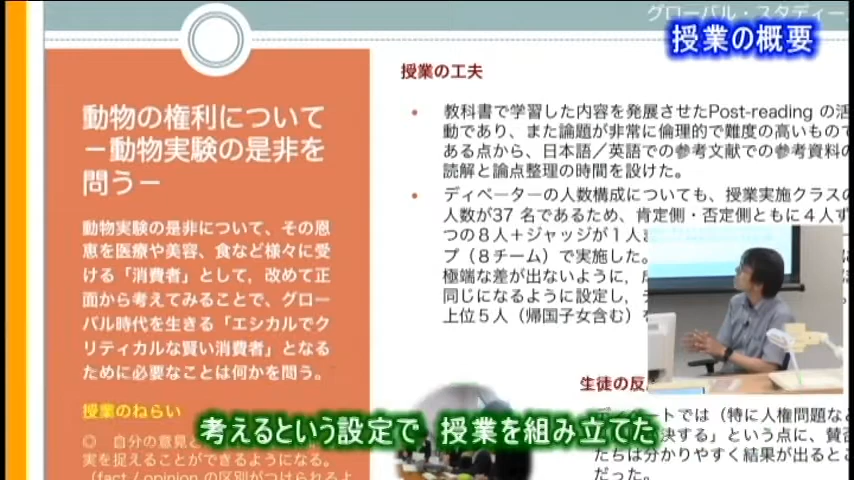 グローバル・スタディー
授業の概要
動物の権利について
－動物実験の是非を
問う－
動物実験の是非について、その恩
恵を医療や美容、食など様々に受
ける「消費者」として，改めて正
面から考えてみることで、グロー
バル時代を生きる「エシカルでク
リティカルな賢い消費者」となる
ために必要なことは何かを問う。
授業のねらい
◎　自分の意見と
実を捉えることができるようになる。
（fact / opinion の区別がつけられるよ
授業の工夫
• 教科書で学習した内容を発展させたPost-reading の活
動であり、また論題が非常に倫理的で難度の高いもので
ある点から、日本語／英語での参考文献での参考資料の
読解と論点整理の時間を設けた。
• ディベーターの人数構成についても、授業実施クラスの
人数が37 名であるため、肯定側・否定側ともに４人ず
つの８人＋ジャッジが１人
プ（８チーム）で実施した。
極端な差が出ないように，
同じになるように設定し，
上位５人（帰国子女含む）
生徒の反
ディベートでは（特に人権問題な
決する」という点に、賛
たちは分かりやすく結果が出ると
だった。
考えるという設定で 授業を組み立てた